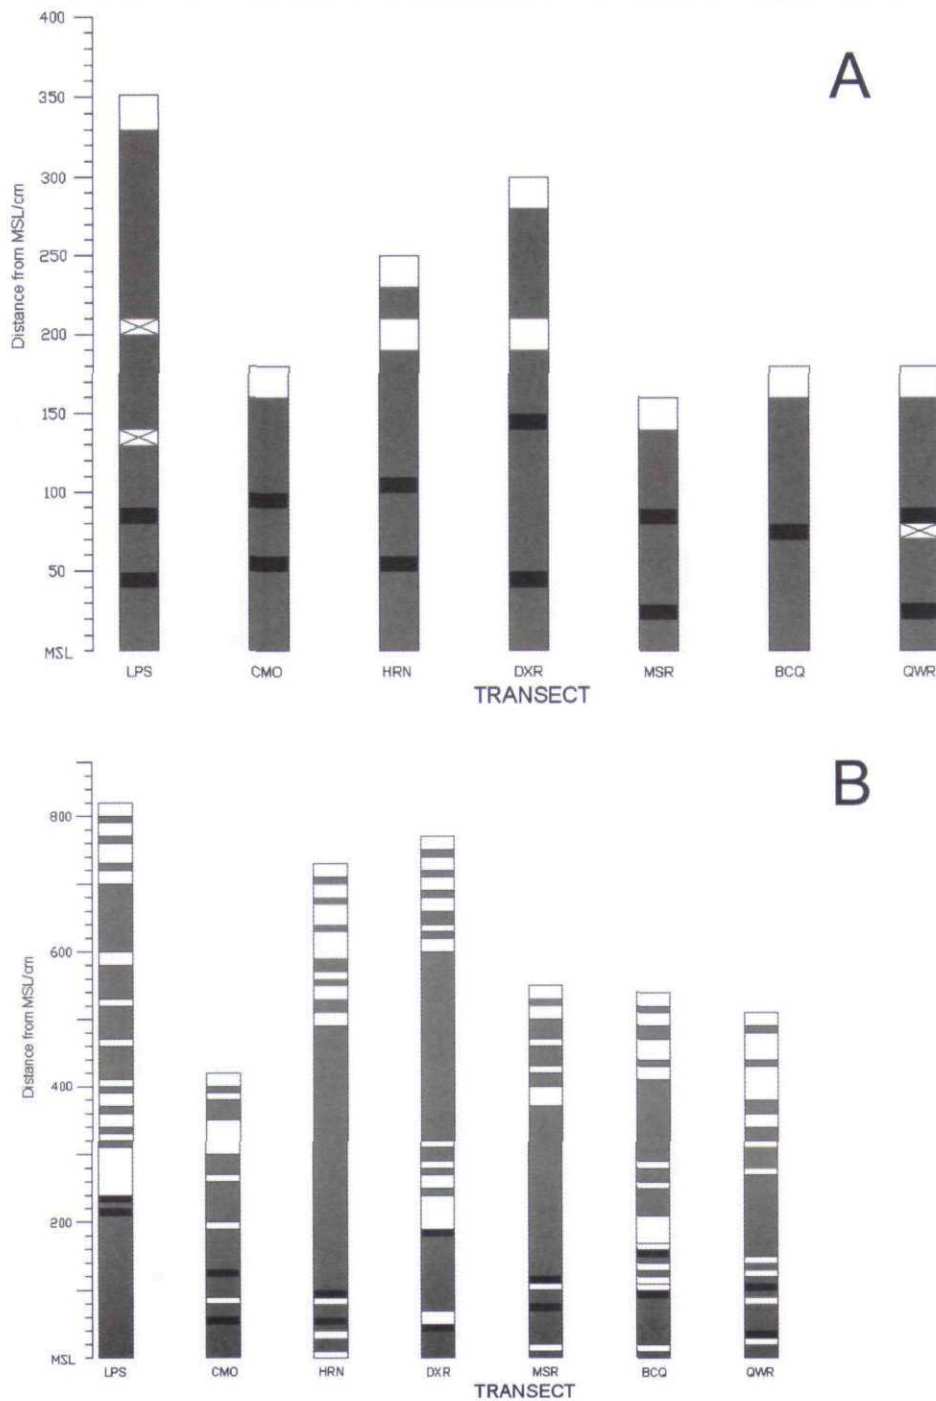 A
400
350
300
250
200
150
100
50
MSL
Distance from MSL/cm
LPS CMO HRN DXR MSR BCQ QWR
TRANSECT
B
800
600
400
200
MSL
Distance from MSL/cm
LPS CMO HRN DXR MSR BCQ QWR
TRANSECT